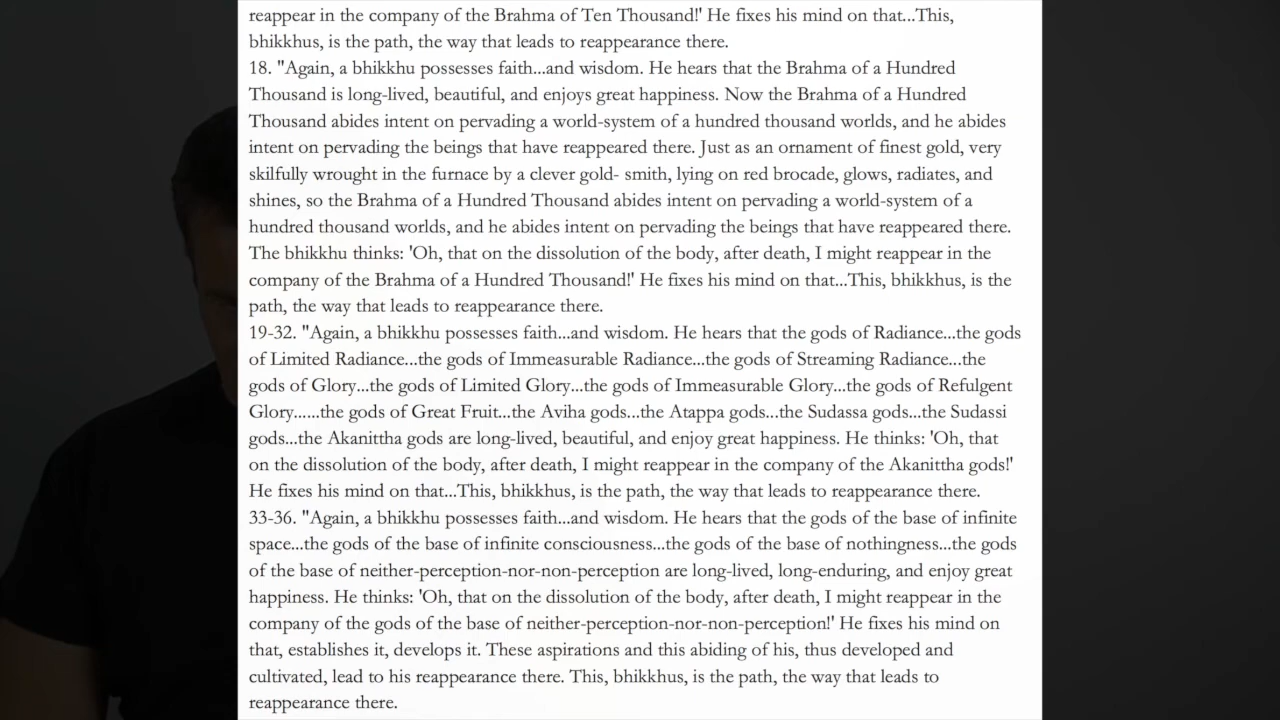 reappear in the company of the Brahma of Ten Thousand!' He fixes his mind on that...This,
bhikkhus, is the path, the way that leads to reappearance there.
18. "Again, a bhikkhu possesses faith...and wisdom. He hears that the Brahma of a Hundred
Thousand is long-lived, beautiful, and enjoys great happiness. Now the Brahma of a Hundred
Thousand abides intent on pervading a world-system of a hundred thousand worlds, and he abides
intent on pervading the beings that have reappeared there. Just as an ornament of finest gold, very
skilfully wrought in the furnace by a clever gold- smith, lying on red brocade, glows, radiates, and
shines, so the Brahma of a Hundred Thousand abides intent on pervading a world-system of a
hundred thousand worlds, and he abides intent on pervading the beings that have reappeared there.
The bhikkhu thinks: 'Oh, that on the dissolution of the body, after death, I might reappear in the
company of the Brahma of a Hundred Thousand!' He fixes his mind on that...This, bhikkhus, is the
path, the way that leads to reappearance there.
19-32. "Again, a bhikkhu possesses faith...and wisdom. He hears that the gods of Radiance...the gods
of Limited Radiance...the gods of Immeasurable Radiance...the gods of Streaming Radiance...the
gods of Glory...the gods of Limited Glory...the gods of Immeasurable Glory...the gods of Refulgent
Glory......the gods of Great Fruit...the Aviha gods...the Atappa gods...the Sudassa gods...the Sudassi
gods...the Akanittha gods are long-lived, beautiful, and enjoy great happiness. He thinks: 'Oh, that
on the dissolution of the body, after death, I might reappear in the company of the Akanittha gods!'
He fixes his mind on that...This, bhikkhus, is the path, the way that leads to reappearance there.
33-36. "Again, a bhikkhu possesses faith...and wisdom. He hears that the gods of the base of infinite
space...the gods of the base of infinite consciousness...the gods of the base of nothingness...the gods
of the base of neither-perception-nor-non-perception are long-lived, long-enduring, and enjoy great
happiness. He thinks: 'Oh, that on the dissolution of the body, after death, I might reappear in the
company of the gods of the base of neither-perception-nor-non-perception!' He fixes his mind on
that, establishes it, develops it. These aspirations and this abiding of his, thus developed and
cultivated, lead to his reappearance there. This, bhikkhus, is the path, the way that leads to
reappearance there.